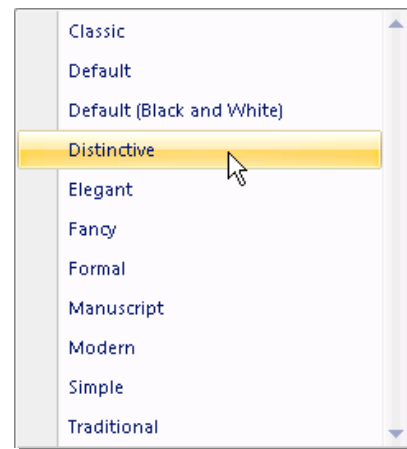 Classic
Default
Default (Black and White)
Distinctive
Elegant
Fancy
Formal
Manuscript
Modern
Simple
Traditional